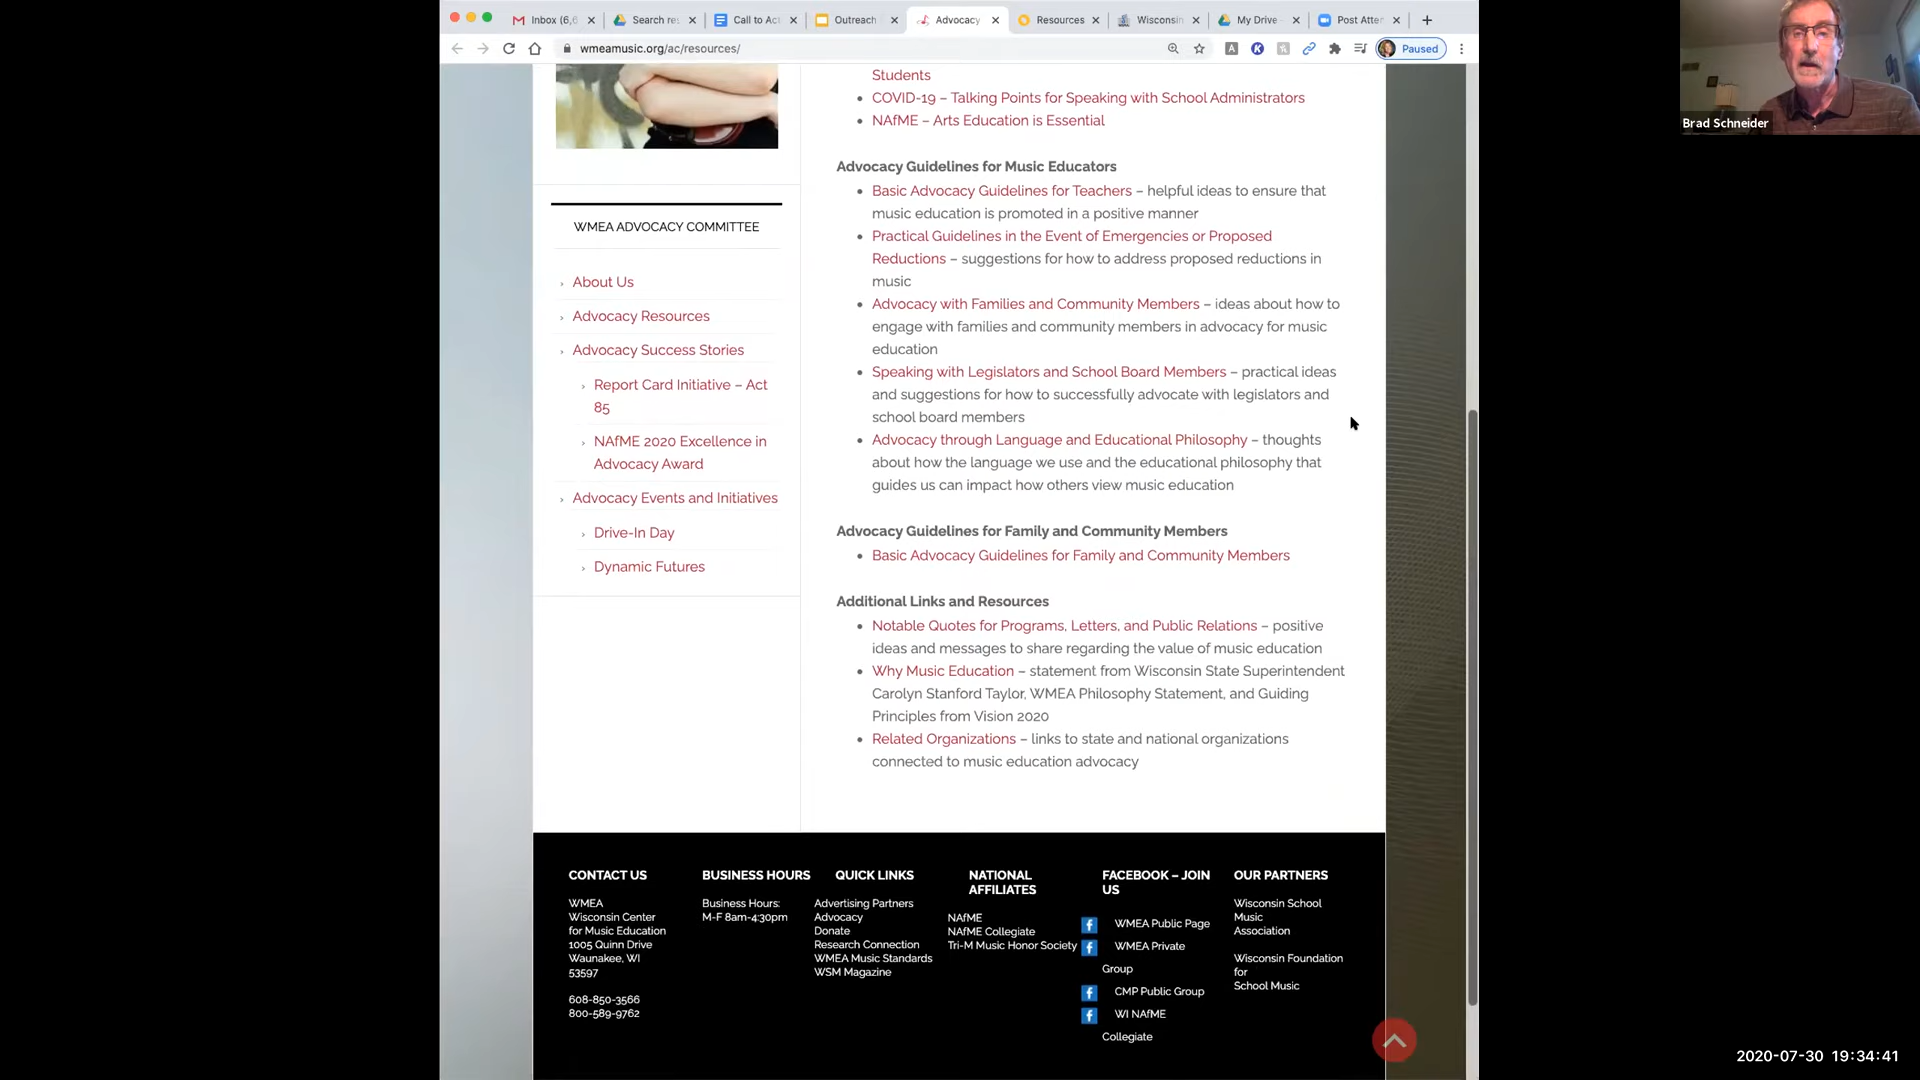 Inbox (6,6
Search re
Call to Ac
Outreach
Advocacy
Resources
Wisconsin
My Drive
Post Atten
wmeamusic.org/ac/resources/
Paused
Brad Schneider
Students
COVID-19 – Talking Points for Speaking with School Administrators
NAfME – Arts Education is Essential
Advocacy Guidelines for Music Educators
Basic Advocacy Guidelines for Teachers – helpful ideas to ensure that
music education is promoted in a positive manner
Practical Guidelines in the Event of Emergencies or Proposed
Reductions – suggestions for how to address proposed reductions in
music
Advocacy with Families and Community Members – ideas about how to
engage with families and community members in advocacy for music
education
Speaking with Legislators and School Board Members – practical ideas
and suggestions for how to successfully advocate with legislators and
school board members
Advocacy through Language and Educational Philosophy – thoughts
about how the language we use and the educational philosophy that
guides us can impact how others view music education
Advocacy Guidelines for Family and Community Members
Basic Advocacy Guidelines for Family and Community Members
Additional Links and Resources
Notable Quotes for Programs, Letters, and Public Relations – positive
ideas and messages to share regarding the value of music education
Why Music Education – statement from Wisconsin State Superintendent
Carolyn Stanford Taylor, WMEA Philosophy Statement, and Guiding
Principles from Vision 2020
Related Organizations – links to state and national organizations
connected to music education advocacy
WMEA ADVOCACY COMMITTEE
About Us
Advocacy Resources
Advocacy Success Stories
Report Card Initiative – Act
85
NAfME 2020 Excellence in
Advocacy Award
Advocacy Events and Initiatives
Drive-In Day
Dynamic Futures
CONTACT US
WMEA
Wisconsin Center
for Music Education
1005 Quinn Drive
Waunakee, WI
53597
608-850-3566
800-589-9762
BUSINESS HOURS
Business Hours:
M-F 8am-4:30pm
QUICK LINKS
Advertising Partners
Advocacy
Donate
Research Connection
WMEA Music Standards
WSM Magazine
NATIONAL
AFFILIATES
NAfME
NAfME Collegiate
Tri-M Music Honor Society
FACEBOOK – JOIN
US
WMEA Public Page
WMEA Private
Group
CMP Public Group
WI NAfME
Collegiate
OUR PARTNERS
Wisconsin School
Music
Association
Wisconsin Foundation
for
School Music
2020-07-30 19:34:41